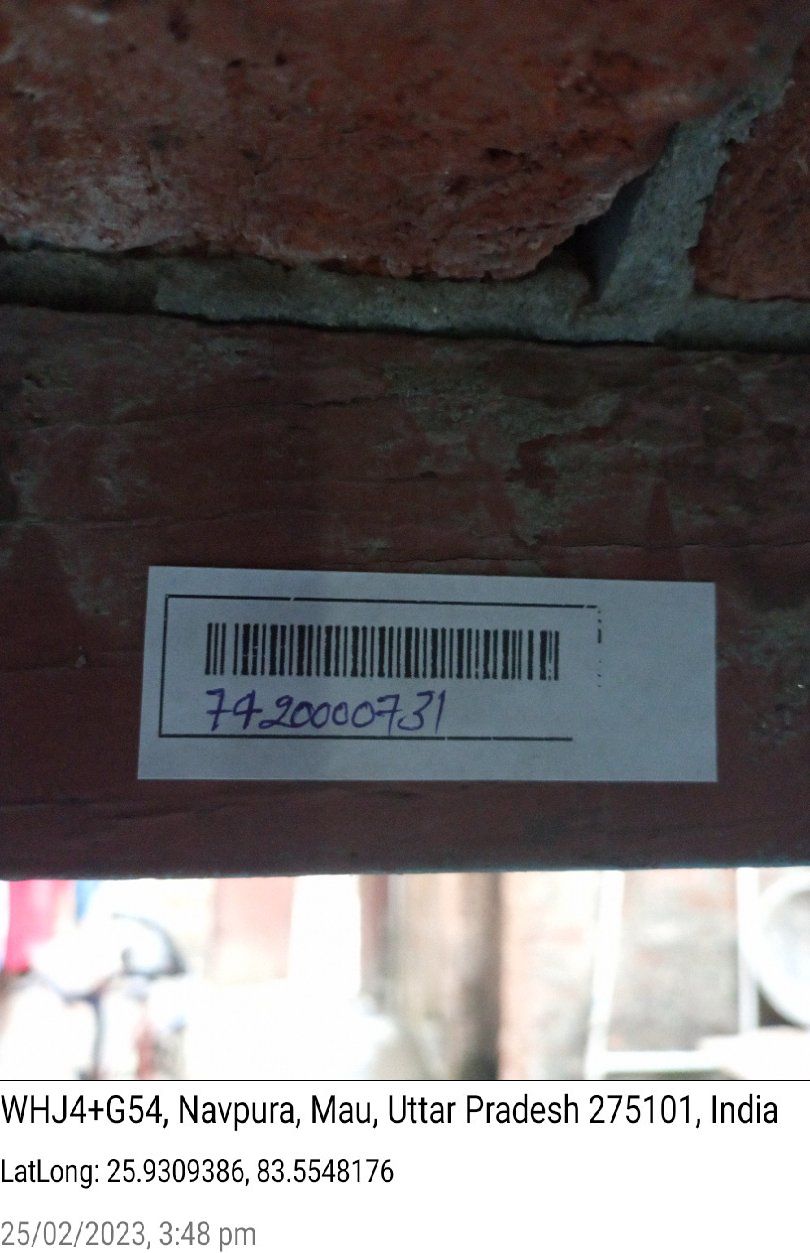 7420000731
WHJ4+G54, Navpura, Mau, Uttar Pradesh 275101, India
LatLong: 25.9309386, 83.5548176
25/02/2023, 3:48 pm